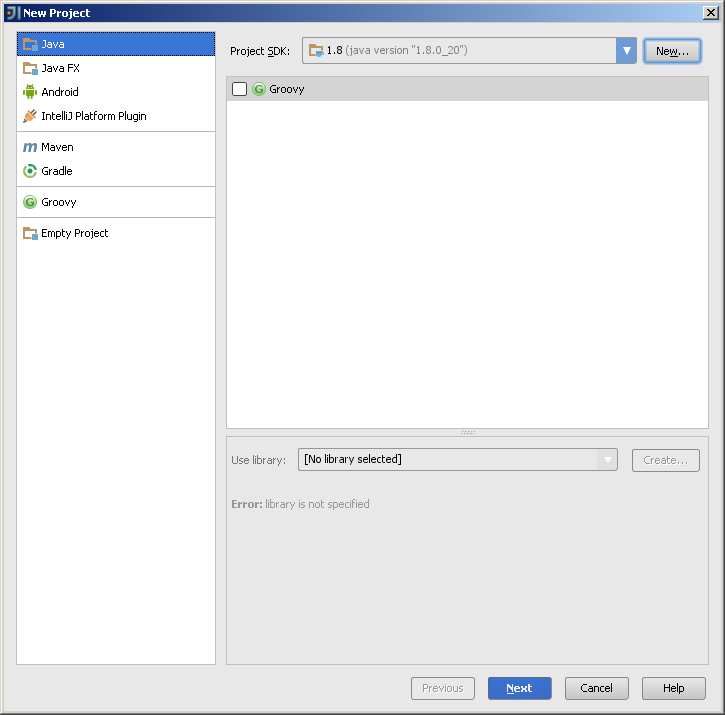 New Project
Java
Java FX
Android
IntelliJ Platform Plugin
Maven
Gradle
Groovy
Empty Project
Project SDK: 1.8 (java version "1.8.0_20") New...
Groovy
Use library: [No library selected] Create...
Error: library is not specified
Previous Next Cancel Help